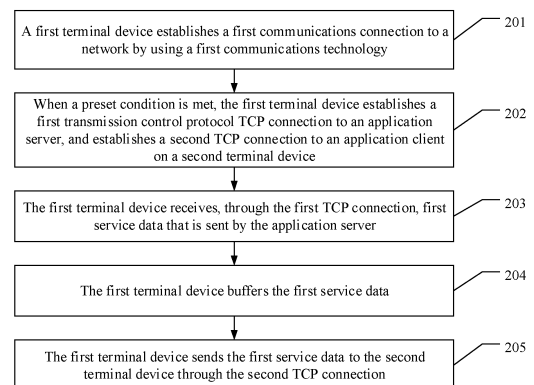 A first terminal device establishes a first communications connection to a
network by using a first communications technology
201
When a preset condition is met, the first terminal device establishes a
first transmission control protocol TCP connection to an application
server, and establishes a second TCP connection to an application client
on a second terminal device
202
The first terminal device receives, through the first TCP connection, first
service data that is sent by the application server
203
The first terminal device buffers the first service data
204
The first terminal device sends the first service data to the second
terminal device through the second TCP connection
205